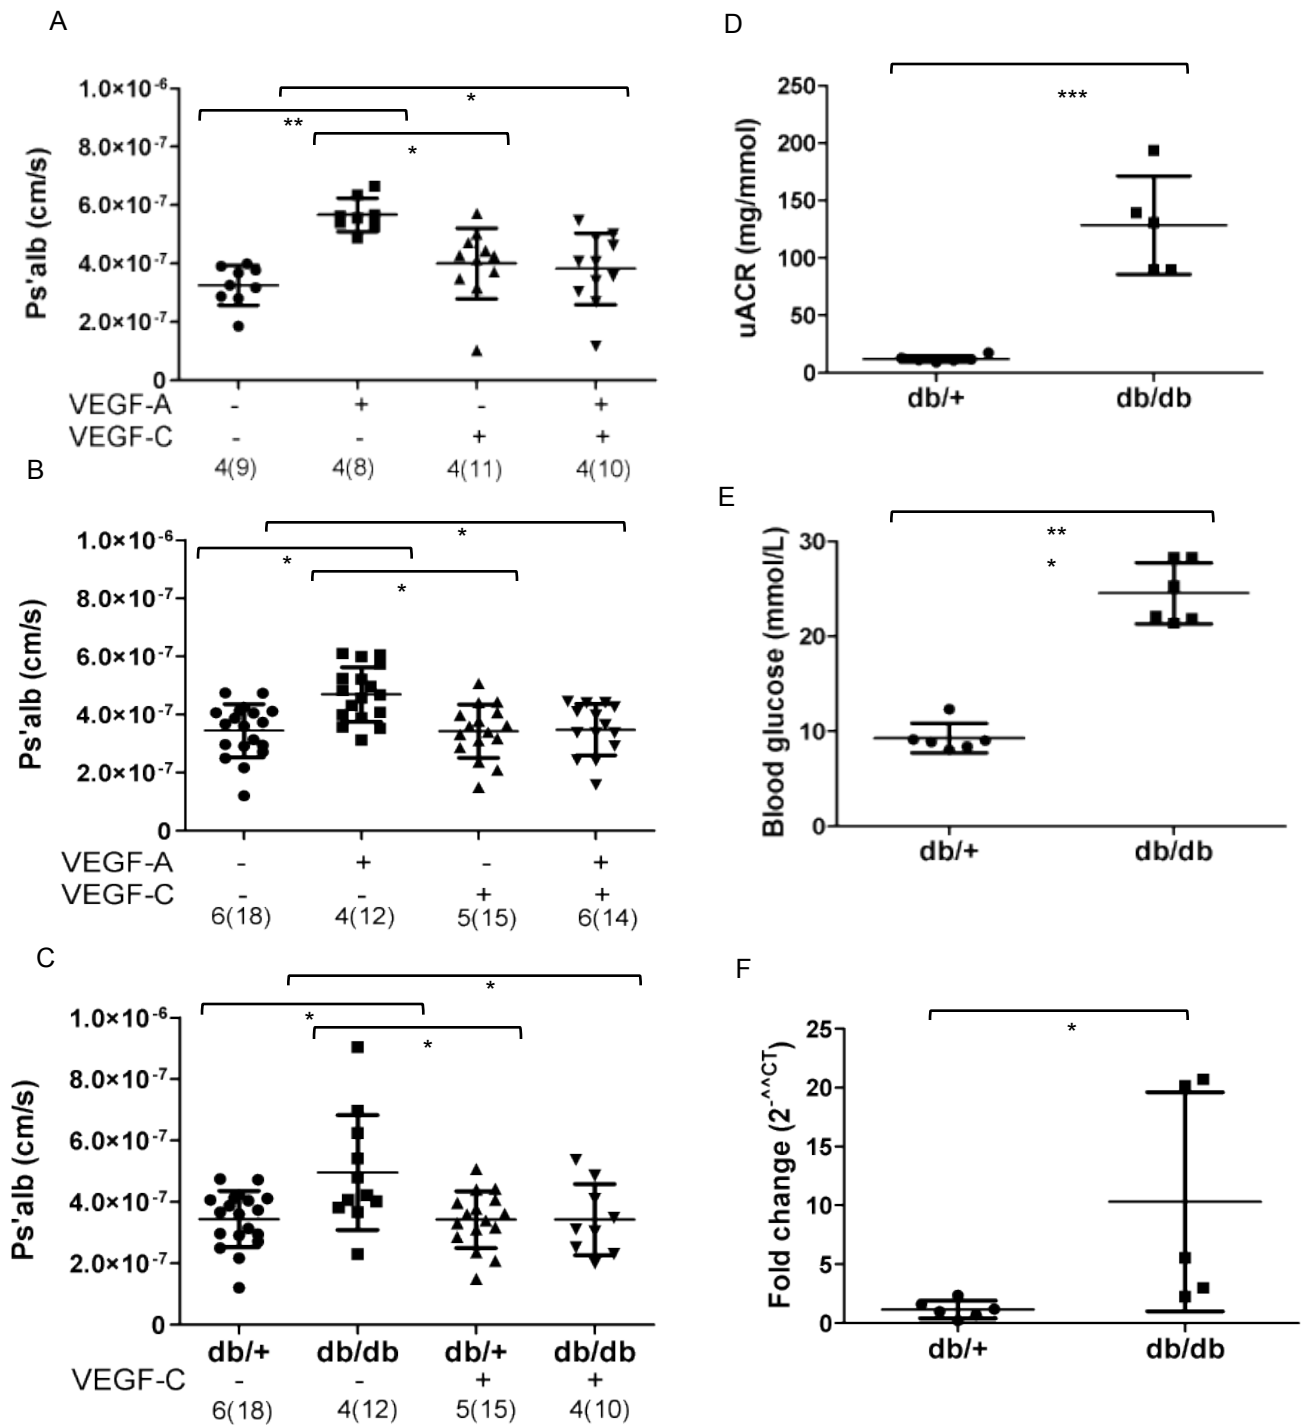 A
Ps'alb (cm/s)
1.0×10-6
8.0×10-7
6.0×10-7
4.0×10-7
2.0×10-7
0
*
**
*
VEGF-A - + - +
VEGF-C - - + +
4(9) 4(8) 4(11) 4(10)
B
Ps'alb (cm/s)
1.0×10-6
8.0×10-7
6.0×10-7
4.0×10-7
2.0×10-7
0
*
*
*
VEGF-A - + - +
VEGF-C - - + +
6(18) 4(12) 5(15) 6(14)
C
Ps'alb (cm/s)
1.0×10-6
8.0×10-7
6.0×10-7
4.0×10-7
2.0×10-7
0
*
*
*
db/+ db/db db/+ db/db
VEGF-C - - + +
6(18) 4(12) 5(15) 4(10)
D
uACR (mg/mmol)
250
200
150
100
50
0
***
db/+ db/db
E
Blood glucose (mmol/L)
30
20
10
0
**
*
db/+ db/db
F
Fold change (2-^^CT)
25
20
15
10
5
0
*
db/+ db/db